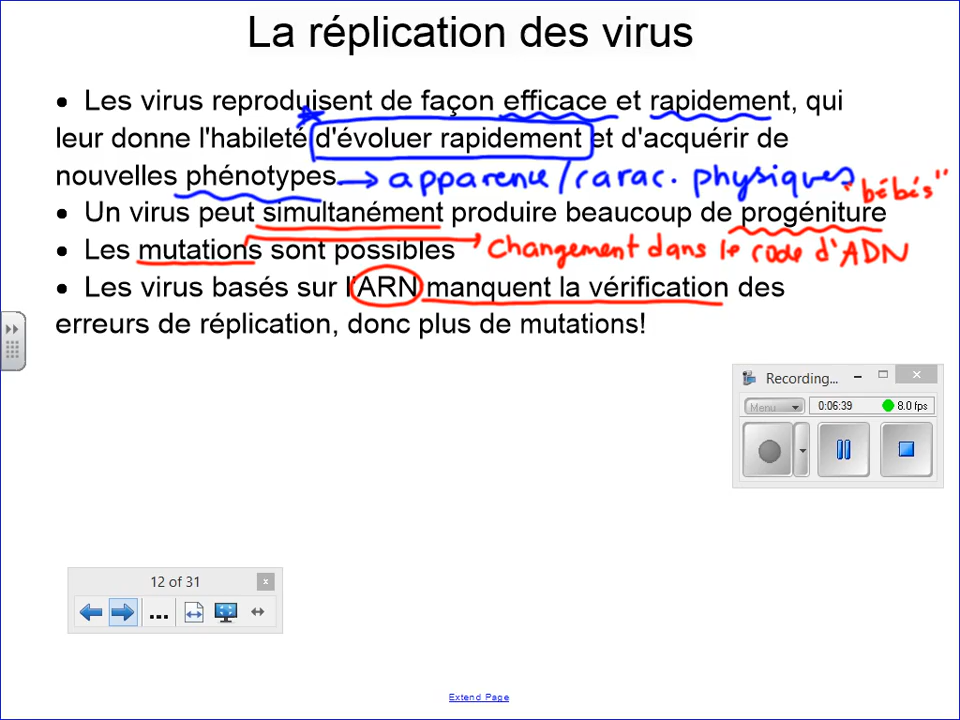 La réplication des virus
• Les virus reproduisent de façon efficace et rapidement, qui
leur donne l'habileté d'évoluer rapidement et d'acquérir de
nouvelles phénotypes. → apparence / carac. physiques
"bébés"
• Un virus peut simultanément produire beaucoup de progéniture
• Les mutations sont possibles → changement dans le code d'ADN
• Les virus basés sur l'ARN manquent la vérification des
erreurs de réplication, donc plus de mutations!
Recording...
Menu 0:06:39 8.0 fps
12 of 31
Extend Page